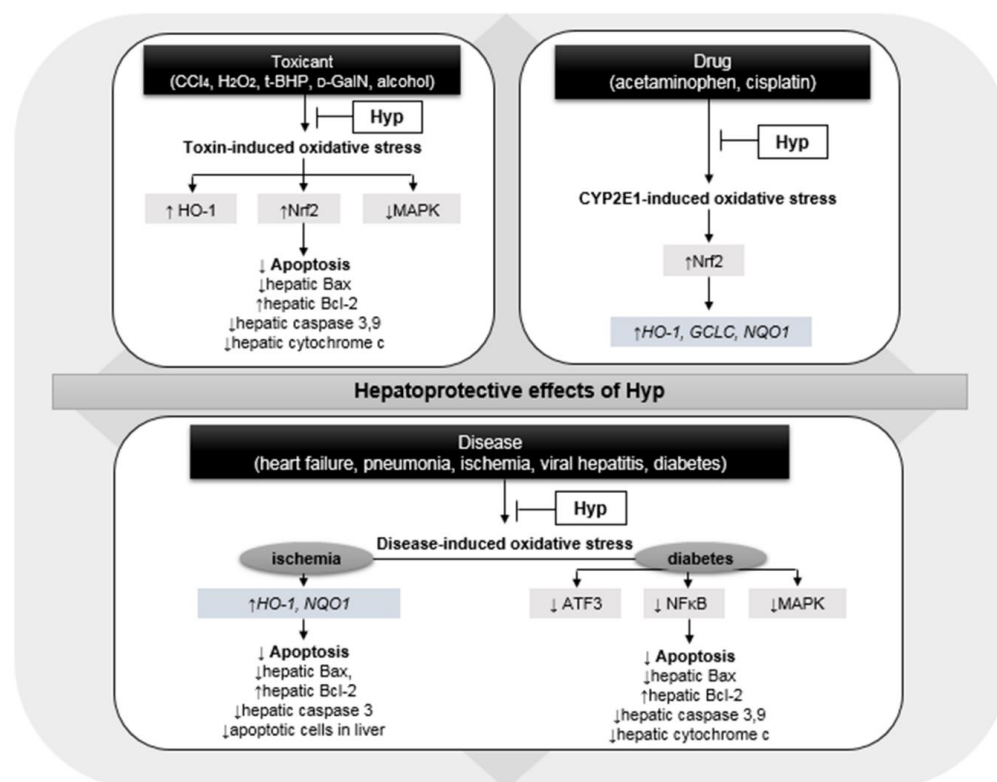 Toxicant
(CCl₄, H₂O₂, t-BHP, ᴅ-GalN, alcohol)
Hyp
Toxin-induced oxidative stress
↑ HO-1
↑Nrf2
↓MAPK
↓ Apoptosis
↓hepatic Bax
↑hepatic Bcl-2
↓hepatic caspase 3,9
↓hepatic cytochrome c
Drug
(acetaminophen, cisplatin)
Hyp
CYP2E1-induced oxidative stress
↑Nrf2
↑HO-1, GCLC, NQO1
Hepatoprotective effects of Hyp
Disease
(heart failure, pneumonia, ischemia, viral hepatitis, diabetes)
Hyp
Disease-induced oxidative stress
ischemia
↑HO-1, NQO1
↓ Apoptosis
↓hepatic Bax,
↑hepatic Bcl-2
↓hepatic caspase 3
↓apoptotic cells in liver
diabetes
↓ ATF3
↓ NFκB
↓MAPK
↓ Apoptosis
↓hepatic Bax
↑hepatic Bcl-2
↓hepatic caspase 3,9
↓hepatic cytochrome c